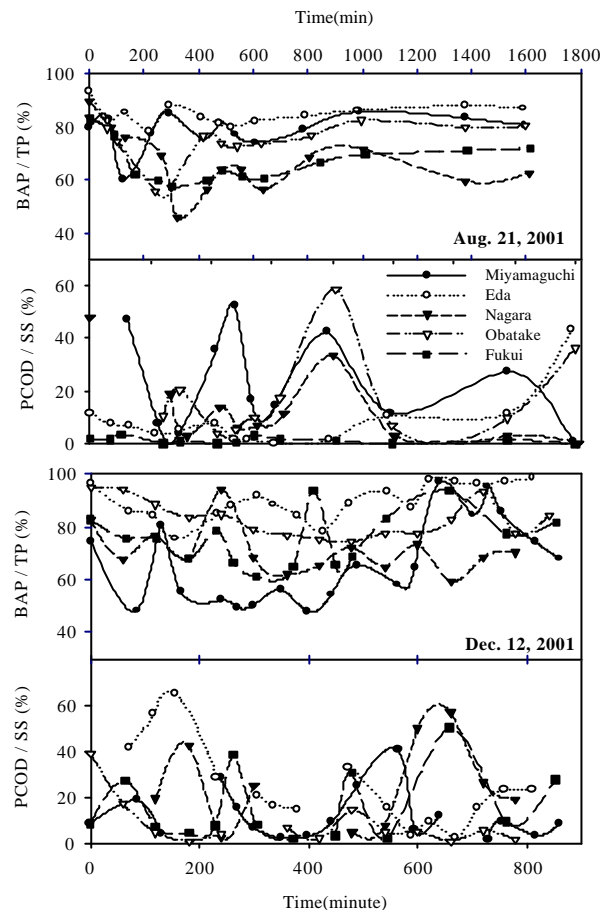 Time(min)
0 200 400 600 800 1000 1200 1400 1600 1800
BAP / TP (%)
100
80
60
40
Aug. 21, 2001
PCOD / SS (%)
60
40
20
0
Miyamaguchi
Eda
Nagara
Obatake
Fukui
BAP / TP (%)
100
80
60
40
Dec. 12, 2001
PCOD / SS (%)
60
40
20
0
0 200 400 600 800
Time(minute)